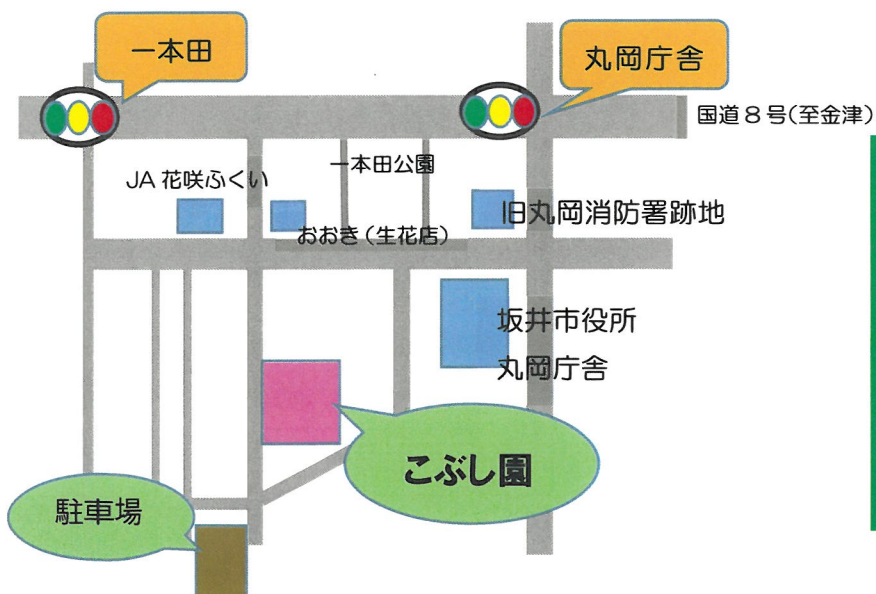 一本田
丸岡庁舎
国道８号(至金津)
一本田公園
JA 花咲ふくい
旧丸岡消防署跡地
おおき（生花店）
坂井市役所
丸岡庁舎
こぶし園
駐車場